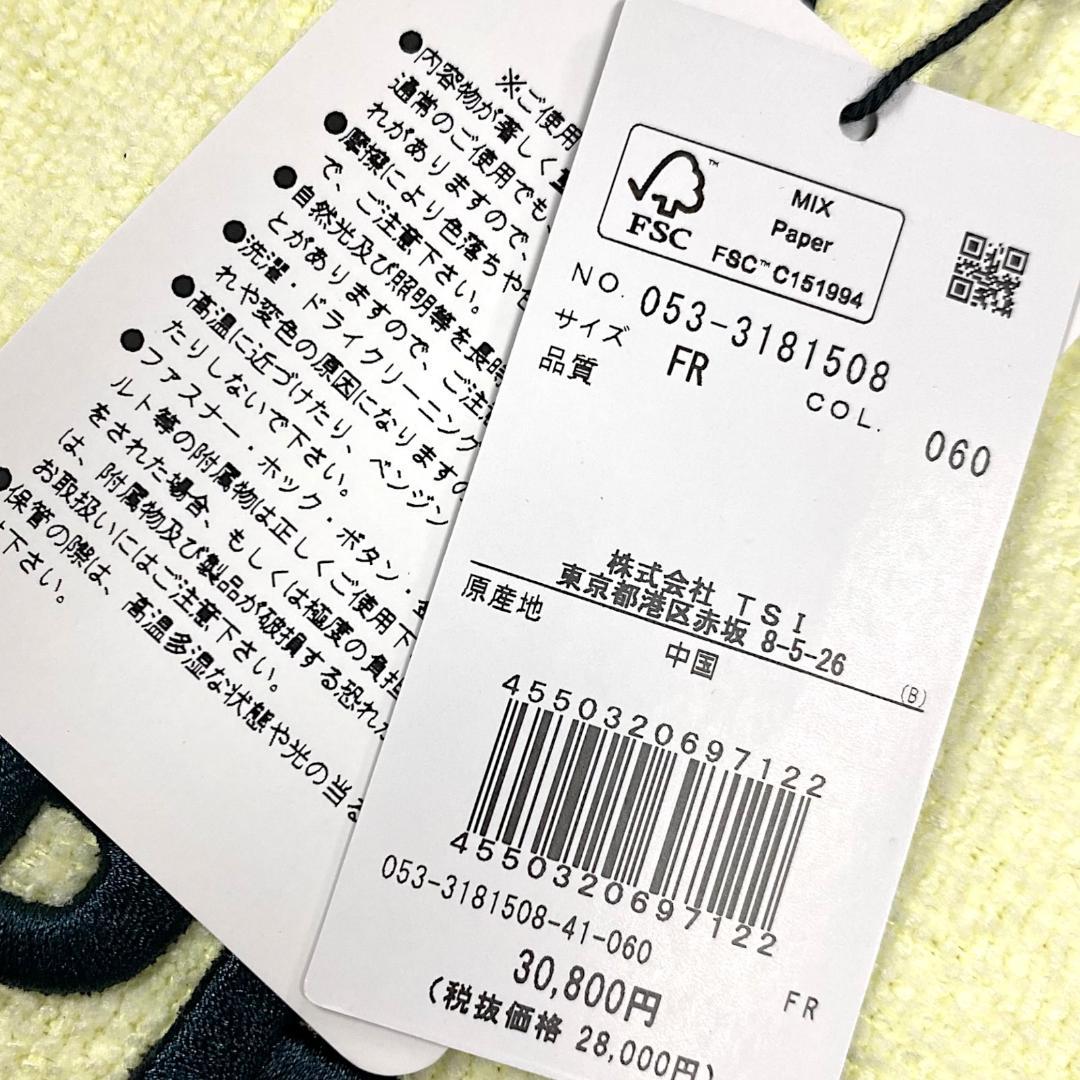 ※ご使用
●内容物が著しく
通常のご使用でも、
れがありますので、
●摩擦により色落ちや色
で、ご注意下さい。
●自然光及び照明等を長時
とがありますので、ご注
●洗濯・ドライクリーニング
れや変色の原因になりますの
●高温に近づけたり、ベンジン
たりしないで下さい。
●ファスナー・ホック・ボタン・
ルト等の附属物は正しくご使用下
をされた場合、もしくは極度の負担
は、附属物及び製品が破損する恐れが
お取扱いにはご注意下さい。
●保管の際は、高温多湿な状態や光の当る
下さい。
FSC™
MIX
Paper
FSC™ C151994
NO. 053-3181508
サイズ FR COL. 060
品質
株式会社 TSI
東京都港区赤坂 8-5-26
原産地 中国 (B)
4550320697122
4550320697122
053-3181508-41-060
30,800円 FR
(税抜価格 28,000円)